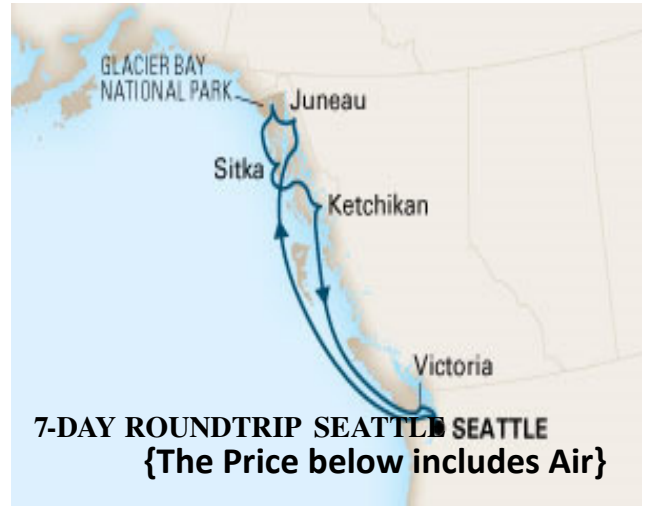 GLACIER BAY
NATIONAL PARK
Juneau
Sitka
Ketchikan
Victoria
7-DAY ROUNDTRIP SEATTLE SEATTLE
{The Price below includes Air}